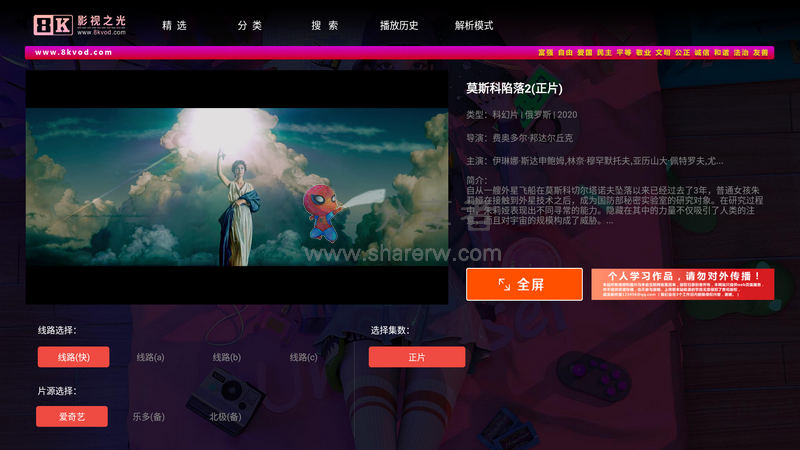 8K 影视之光
www.8kvod.com
精 选
分 类
搜 索
播放历史
解析模式
www.8kvod.com
富强 自由 爱国 民主 平等 敬业 文明 公正 诚信 和谐 法治 友善
莫斯科陷落2(正片)
类型：科幻片 | 俄罗斯 | 2020
导演：费奥多尔·邦达尔丘克
主演：伊琳娜·斯达申鲍姆,林奈·穆罕默托夫,亚历山大·佩特罗夫,尤...
简介：
自从一艘外星飞船在莫斯科切尔塔诺夫坠落以来已经过去了3年，普通女孩朱
莉娅在接触到外星技术之后，成为国防部秘密实验室的研究对象。在研究过程
中，朱莉娅表现出不同寻常的能力。隐藏在其中的力量不仅吸引了人类的注
而且对宇宙的规模构成了威胁。...
者
www.sharerw.com
全屏
个人学习作品，请勿对外传播！
线路选择：
线路(快)
线路(a)
线路(b)
线路(c)
选择集数：
正片
片源选择：
爱奇艺
乐多(备)
北极(备)